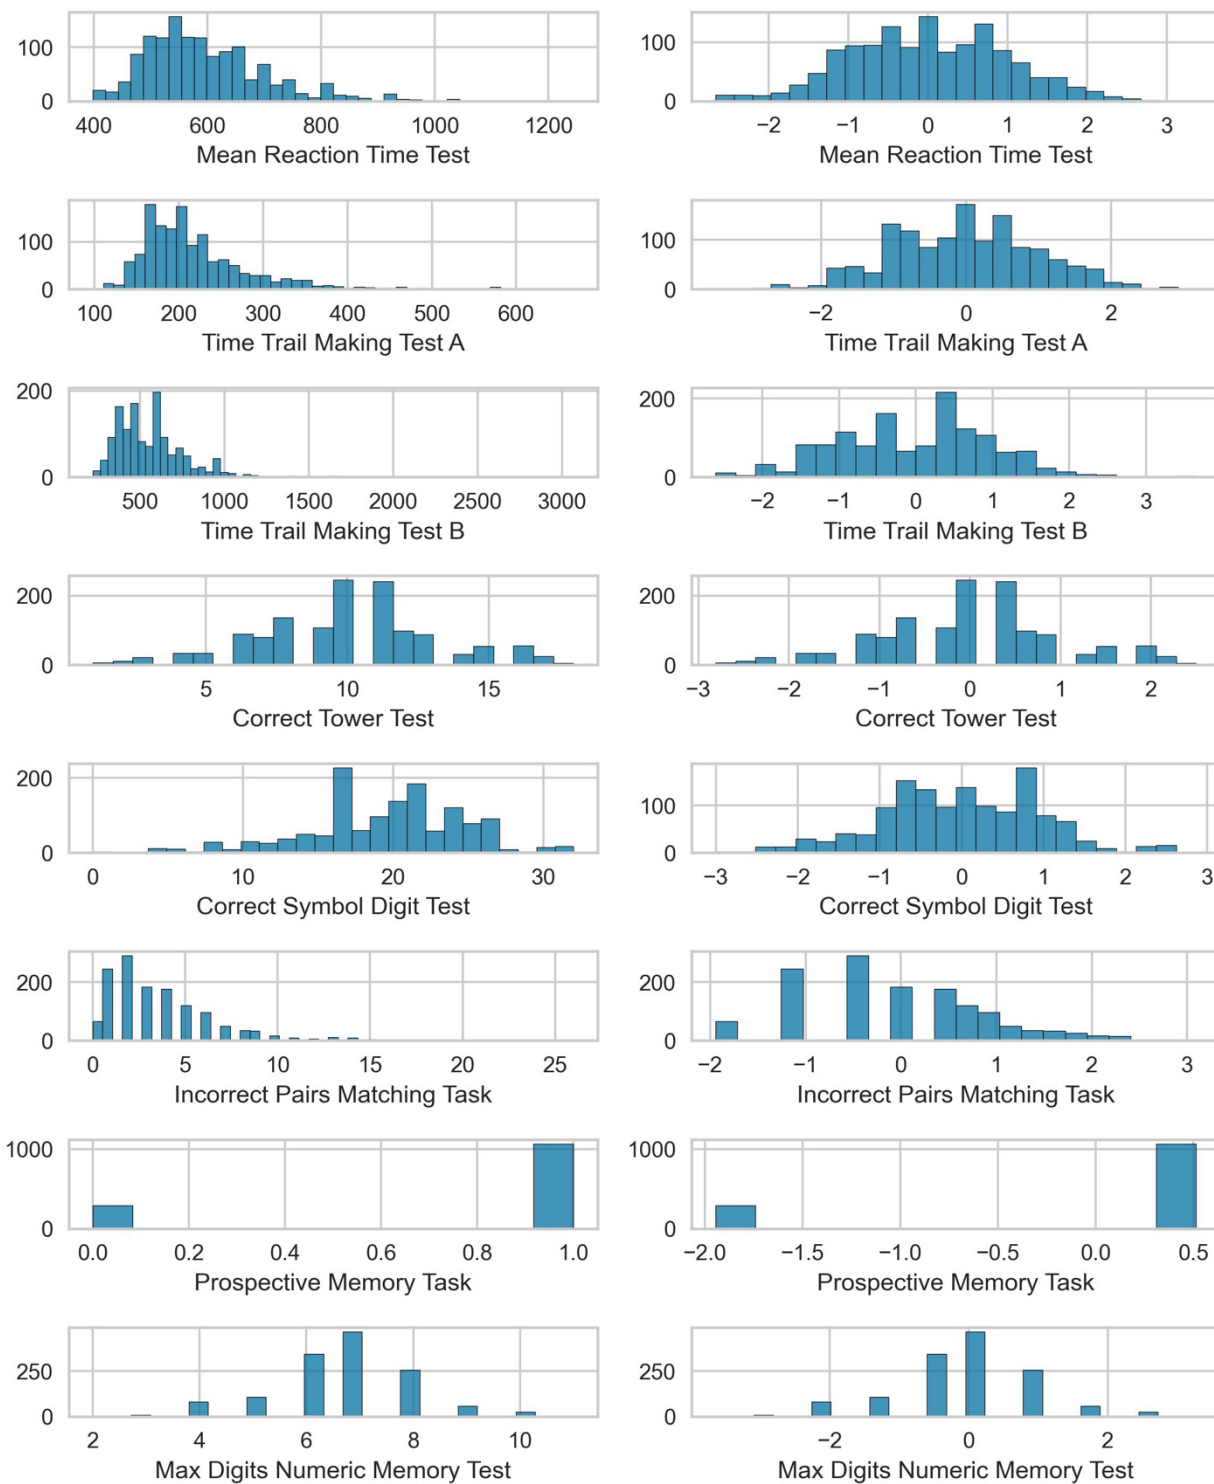 100
0
400 600 800 1000 1200
Mean Reaction Time Test
100
0
−2 −1 0 1 2 3
Mean Reaction Time Test
100
0
100 200 300 400 500 600
Time Trail Making Test A
100
0
−2 0 2
Time Trail Making Test A
200
0
500 1000 1500 2000 2500 3000
Time Trail Making Test B
200
0
−2 −1 0 1 2 3
Time Trail Making Test B
200
0
5 10 15
Correct Tower Test
200
0
−3 −2 −1 0 1 2
Correct Tower Test
200
0
0 10 20 30
Correct Symbol Digit Test
100
0
−3 −2 −1 0 1 2 3
Correct Symbol Digit Test
200
0
0 5 10 15 20 25
Incorrect Pairs Matching Task
200
0
−2 −1 0 1 2 3
Incorrect Pairs Matching Task
1000
0
0.0 0.2 0.4 0.6 0.8 1.0
Prospective Memory Task
1000
0
−2.0 −1.5 −1.0 −0.5 0.0 0.5
Prospective Memory Task
250
0
2 4 6 8 10
Max Digits Numeric Memory Test
250
0
−2 0 2
Max Digits Numeric Memory Test